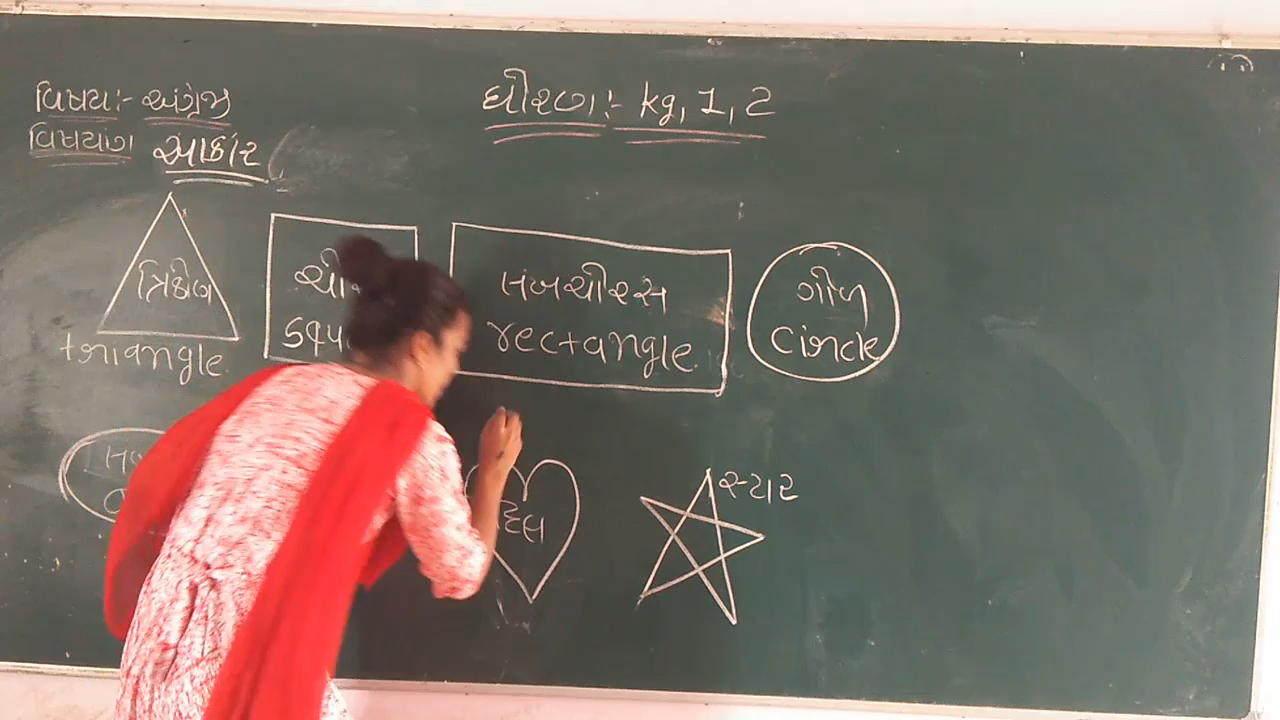 વિષય:- અંગ્રેજી
ધોરણ:- kg, 1, 2
વિષયાંગ આકાર
ત્રિકોણ
triangle
લંબચોરસ
rectangle
ગોળ
circle
દિલ
સ્ટાર